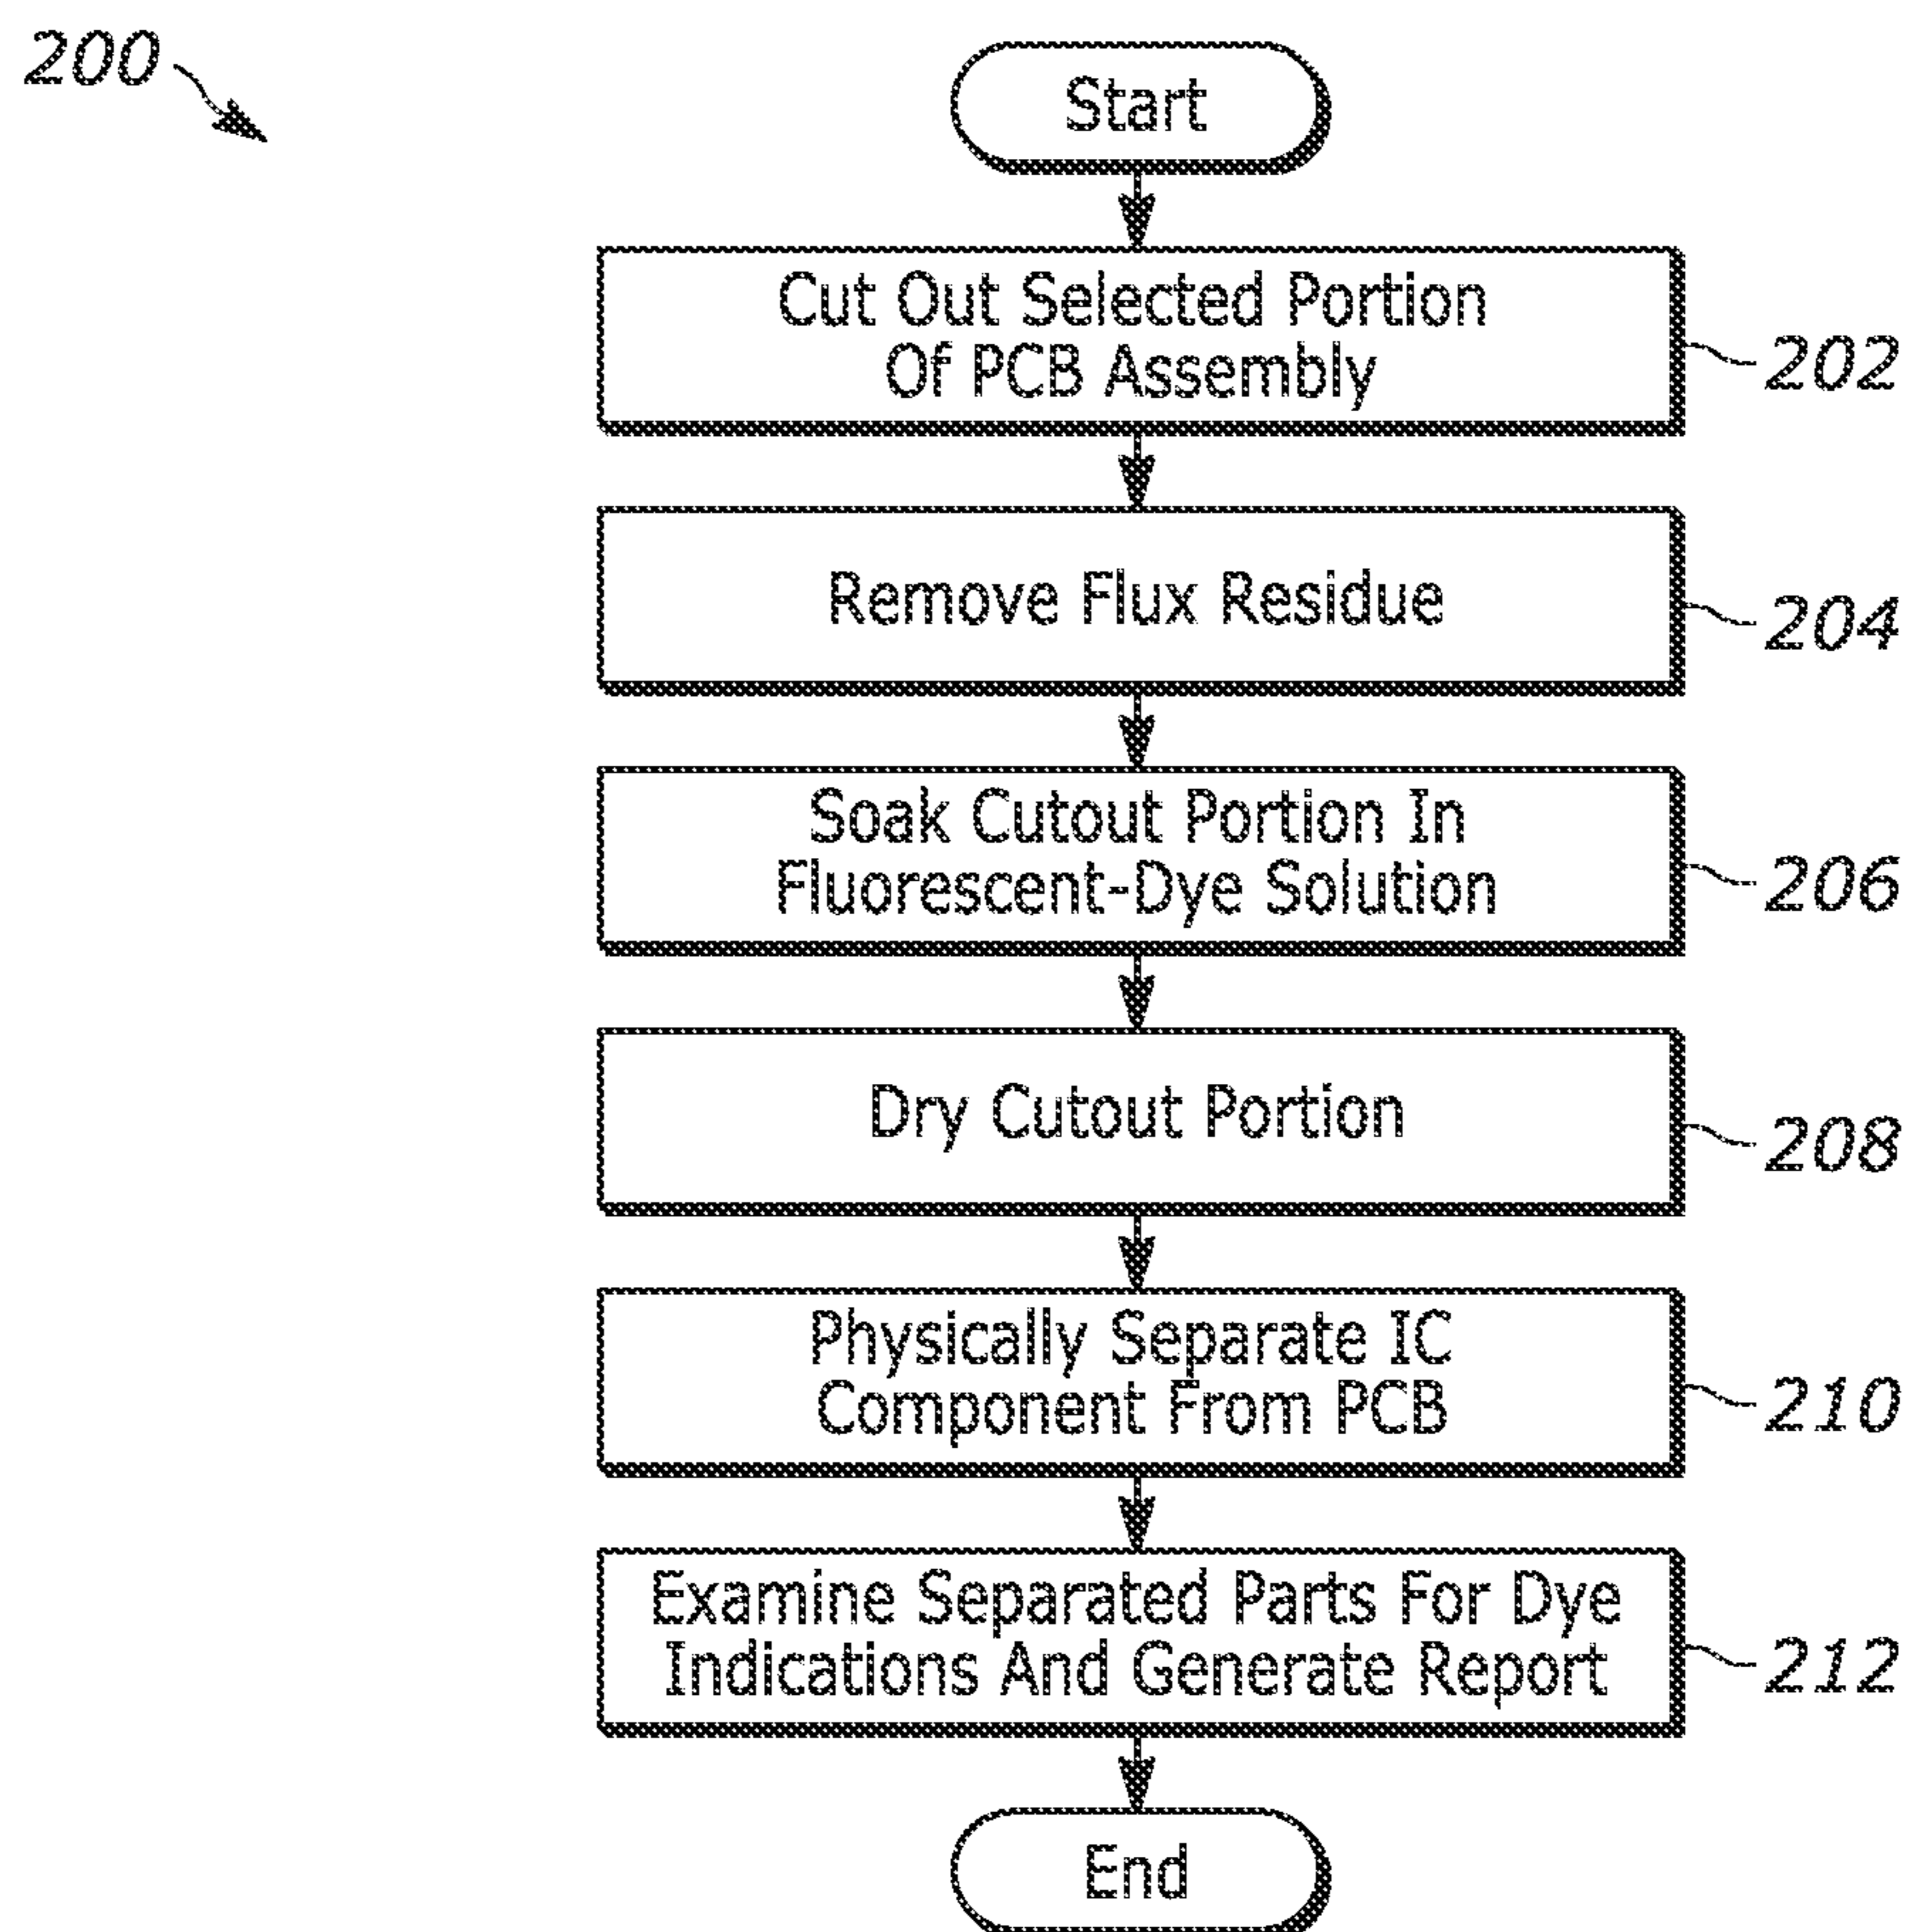 200
Start
Cut Out Selected Portion
Of PCB Assembly
202
Remove Flux Residue
204
Soak Cutout Portion In
Fluorescent-Dye Solution
206
Dry Cutout Portion
208
Physically Separate IC
Component From PCB
210
Examine Separated Parts For Dye
Indications And Generate Report
212
End